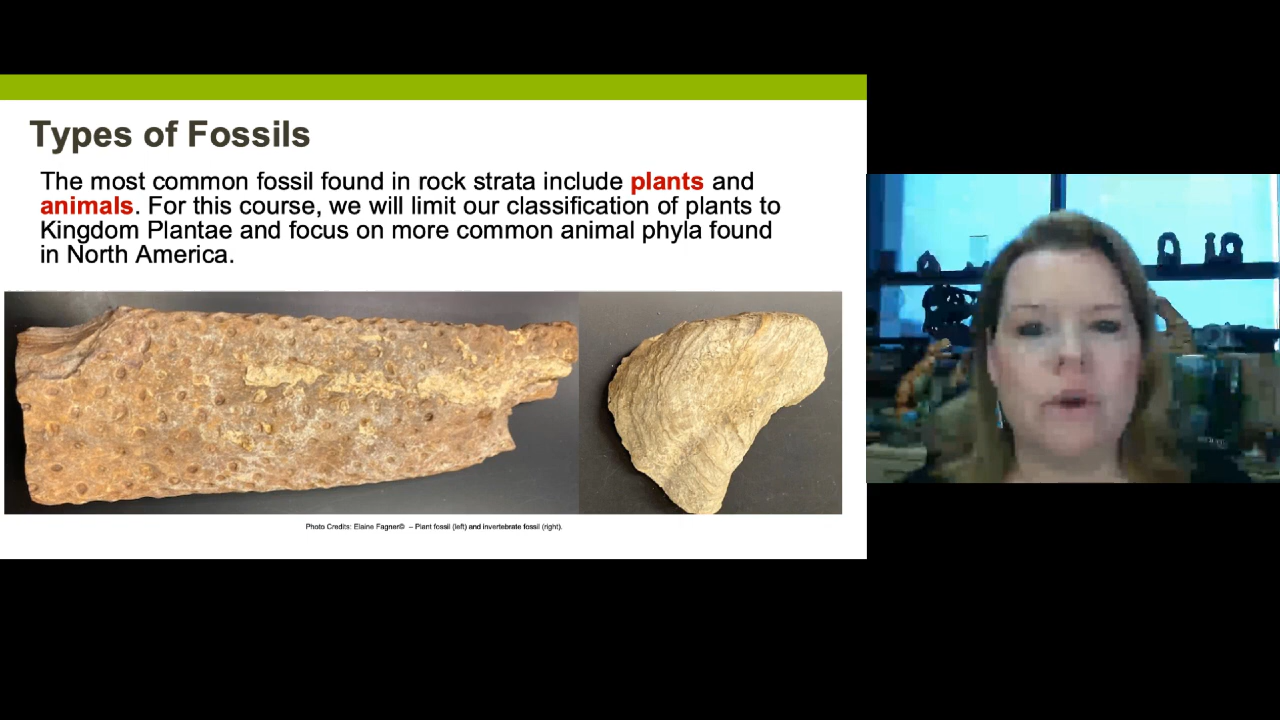 Types of Fossils
The most common fossil found in rock strata include plants and
animals. For this course, we will limit our classification of plants to
Kingdom Plantae and focus on more common animal phyla found
in North America.
Photo Credits: Elaine Fagner© – Plant fossil (left) and invertebrate fossil (right).